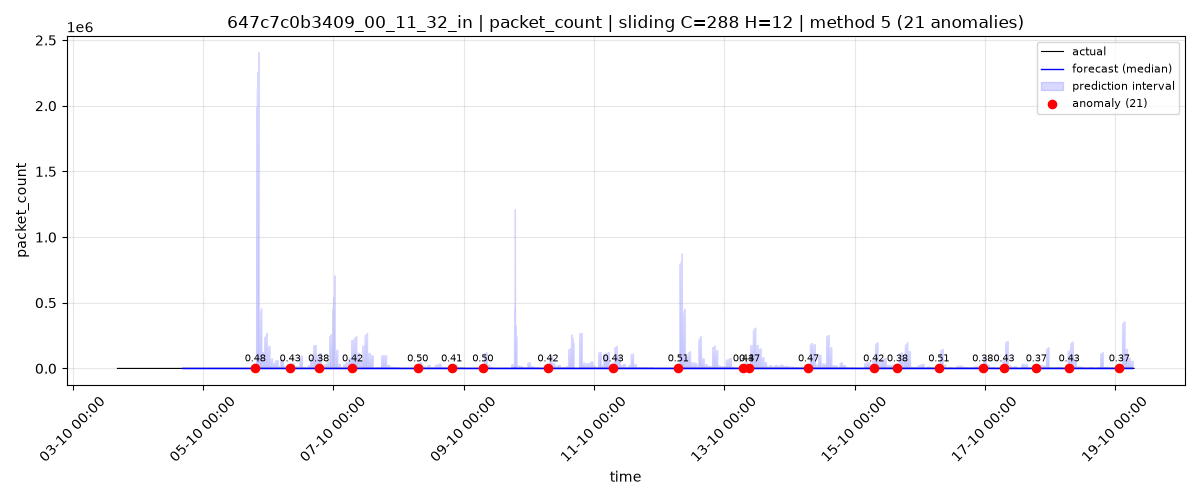 647c7c0b3409_00_11_32_in | packet_count | sliding C=288 H=12 | method 5 (21 anomalies)
1e6
2.5
2.0
1.5
1.0
0.5
0.0
packet_count
actual
forecast (median)
prediction interval
anomaly (21)
0.48 0.43 0.38 0.42 0.50 0.41 0.50 0.42 0.43 0.51 0.47 0.42 0.38 0.51 0.38 0.43 0.37 0.43 0.37
03-10 00:00 05-10 00:00 07-10 00:00 09-10 00:00 11-10 00:00 13-10 00:00 15-10 00:00 17-10 00:00 19-10 00:00
time